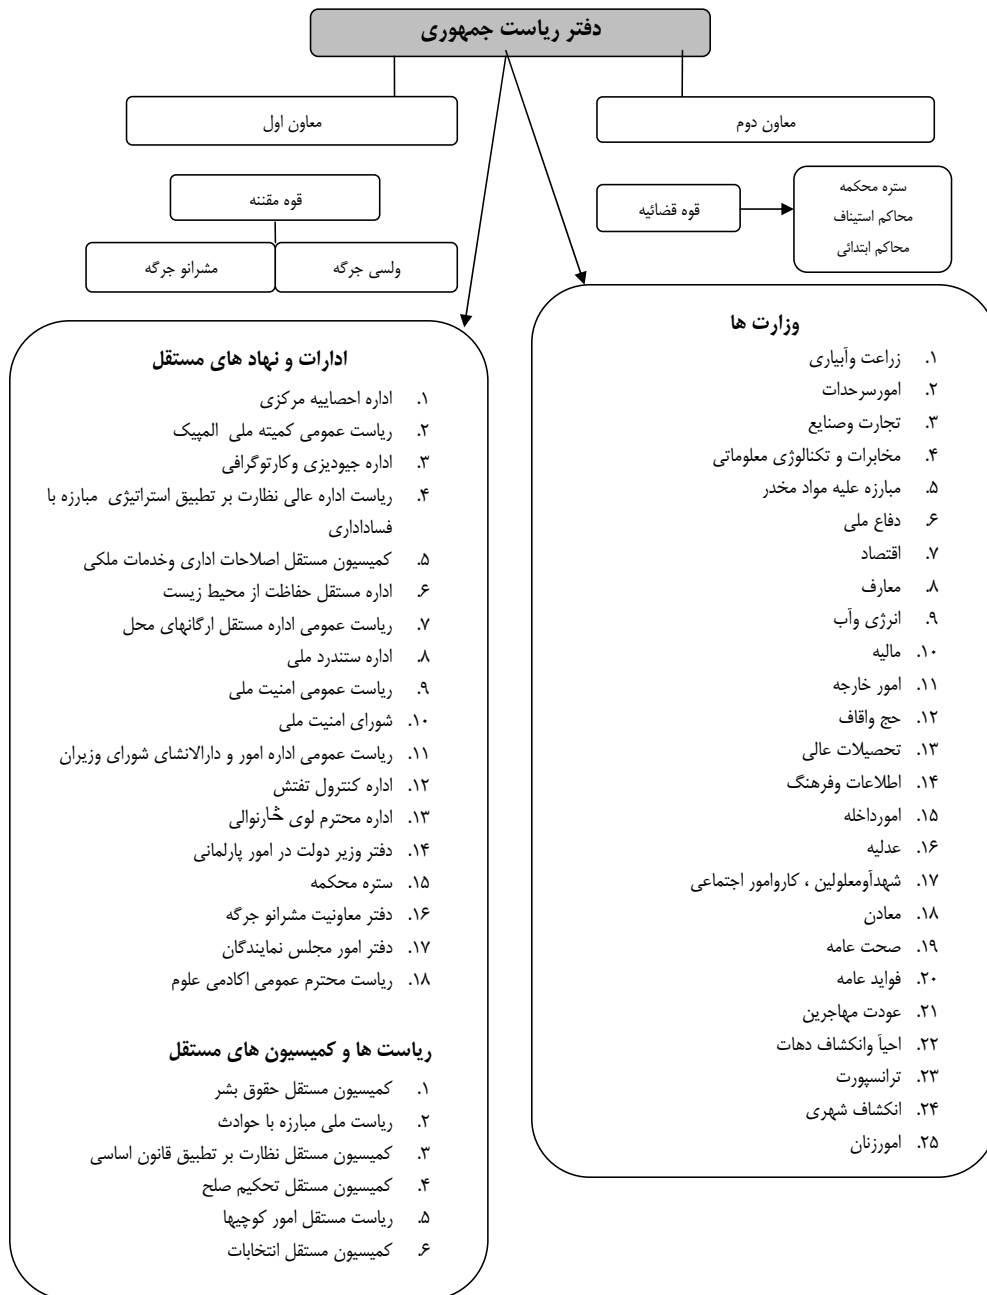 دفتر ریاست جمهوری
معاون دوم
معاون اول
قوه قضائیه
ستره محکمه
محاکم استیناف
محاکم ابتدائی
قوه مقننه
ولسی جرگه
مشرانو جرگه
وزارت ها
۱. زراعت وآبیاری
۲. امورسرحدات
۳. تجارت وصنایع
۴. مخابرات و تکنالوژی معلوماتی
۵. مبارزه علیه مواد مخدر
۶. دفاع ملی
۷. اقتصاد
۸. معارف
۹. انرژی وآب
۱۰. مالیه
۱۱. امور خارجه
۱۲. حج واقاف
۱۳. تحصیلات عالی
۱۴. اطلاعات وفرهنگ
۱۵. امورداخله
۱۶. عدلیه
۱۷. شهدآومعلولین ، کاروامور اجتماعی
۱۸. معادن
۱۹. صحت عامه
۲۰. فواید عامه
۲۱. عودت مهاجرین
۲۲. احیآ وانکشاف دهات
۲۳. ترانسپورت
۲۴. انکشاف شهری
۲۵. امورزنان
ادارات و نهاد های مستقل
۱. اداره احصاییه مرکزی
۲. ریاست عمومی کمیته ملی المپیک
۳. اداره جیودیزی وکارتوگرافی
۴. ریاست اداره عالی نظارت بر تطبیق استراتیژی مبارزه با
فساداداری
۵. کمیسیون مستقل اصلاحات اداری وخدمات ملکی
۶. اداره مستقل حفاظت از محیط زیست
۷. ریاست عمومی اداره مستقل ارگانهای محل
۸. اداره ستندرد ملی
۹. ریاست عمومی امنیت ملی
۱۰. شورای امنیت ملی
۱۱. ریاست عمومی اداره امور و دارالانشای شورای وزیران
۱۲. اداره کنترول تفتش
۱۳. اداره محترم لوی څارنوالی
۱۴. دفتر وزیر دولت در امور پارلمانی
۱۵. ستره محکمه
۱۶. دفتر معاونیت مشرانو جرگه
۱۷. دفتر امور مجلس نمایندگان
۱۸. ریاست محترم عمومی اکادمی علوم
ریاست ها و کمیسیون های مستقل
۱. کمیسیون مستقل حقوق بشر
۲. ریاست ملی مبارزه با حوادث
۳. کمیسیون مستقل نظارت بر تطبیق قانون اساسی
۴. کمیسیون مستقل تحکیم صلح
۵. ریاست مستقل امور کوچیها
۶. کمیسیون مستقل انتخابات